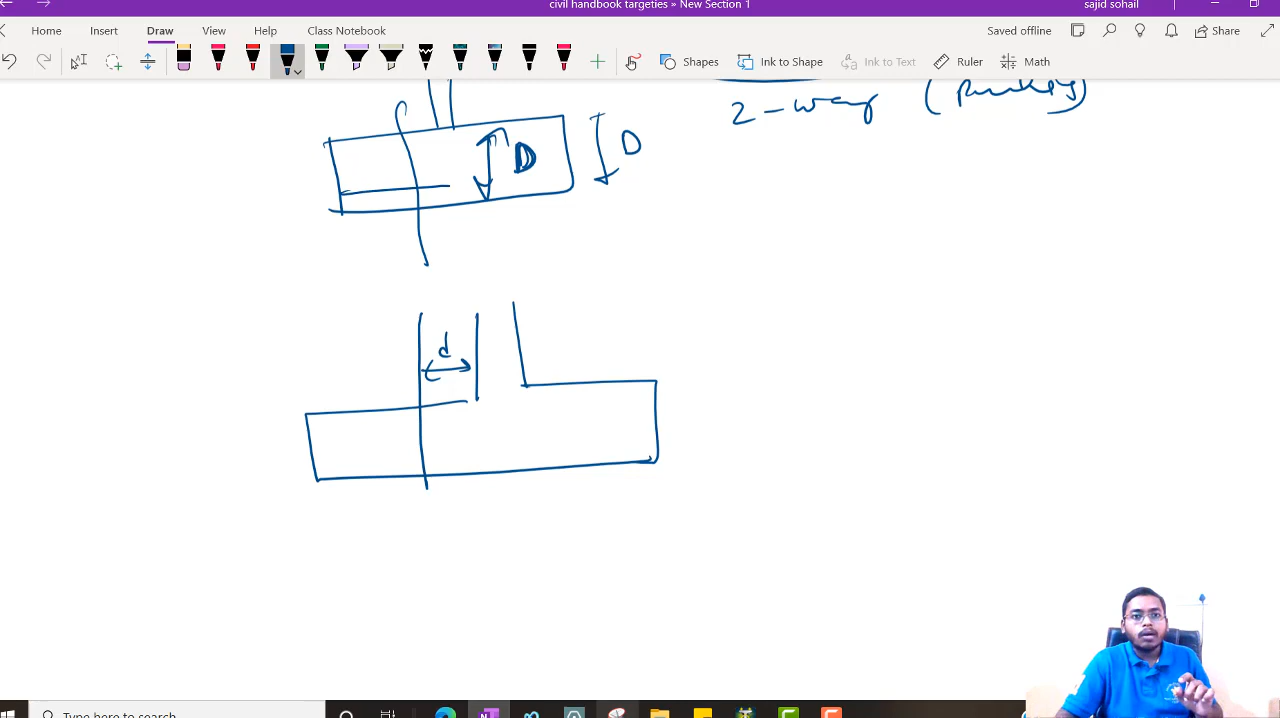 civil handbook targeties » New Section 1
sajid sohail
Home Insert Draw View Help Class Notebook
Saved offline
Share
Shapes
Ink to Shape
Ink to Text
Ruler
Math
2-way
D
D
d
Type here to search